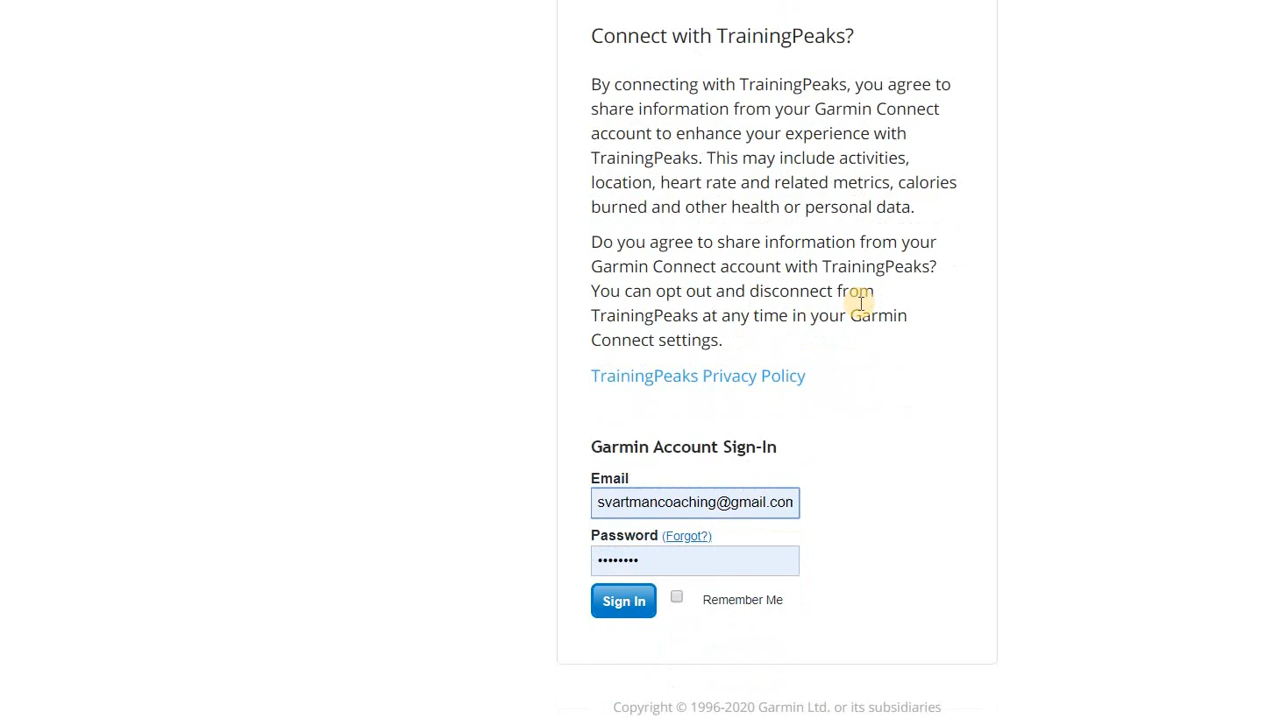 Connect with TrainingPeaks?
By connecting with TrainingPeaks, you agree to
share information from your Garmin Connect
account to enhance your experience with
TrainingPeaks. This may include activities,
location, heart rate and related metrics, calories
burned and other health or personal data.
Do you agree to share information from your
Garmin Connect account with TrainingPeaks?
You can opt out and disconnect from
TrainingPeaks at any time in your Garmin
Connect settings.
TrainingPeaks Privacy Policy
Garmin Account Sign-In
Email
svartmancoaching@gmail.con
Password (Forgot?)
••••••••
Sign In Remember Me
Copyright © 1996-2020 Garmin Ltd. or its subsidiaries